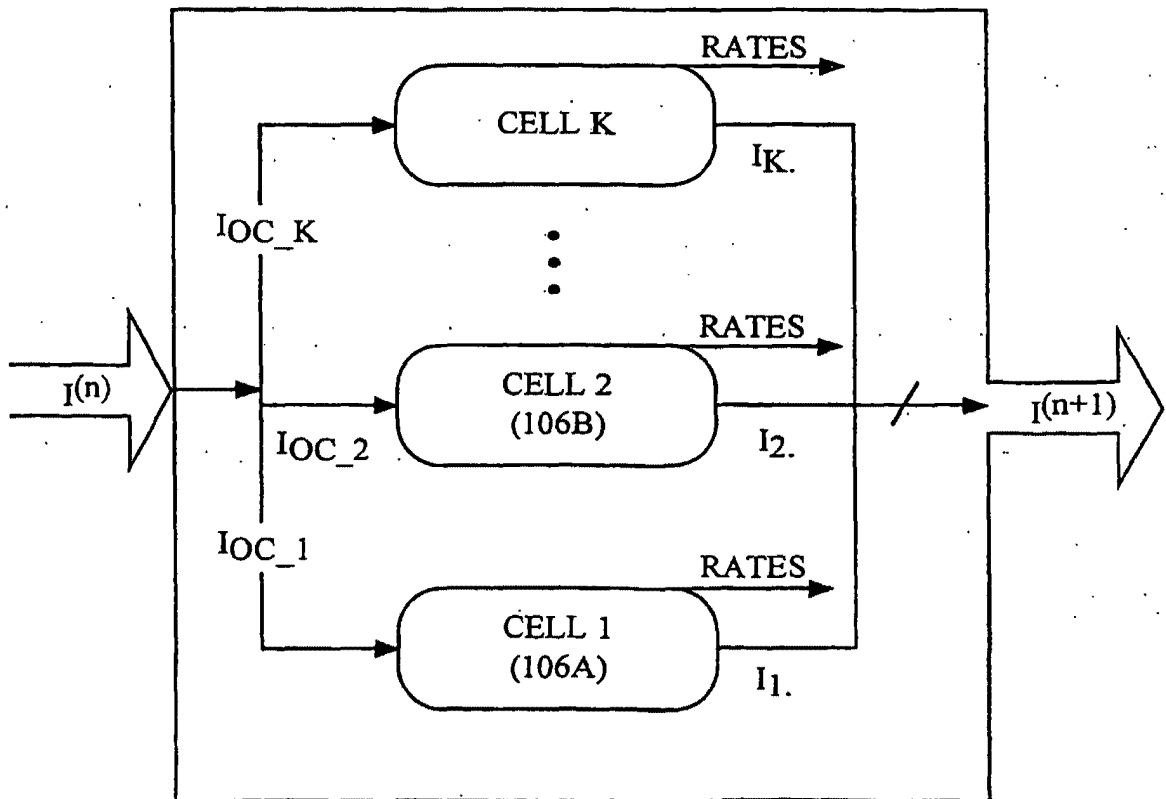 RATES
CELL K
IK.
IOC_K
RATES
I(n)
CELL 2
(106B)
I(n+1)
IOC_2
I2.
IOC_1
RATES
CELL 1
(106A)
I1.